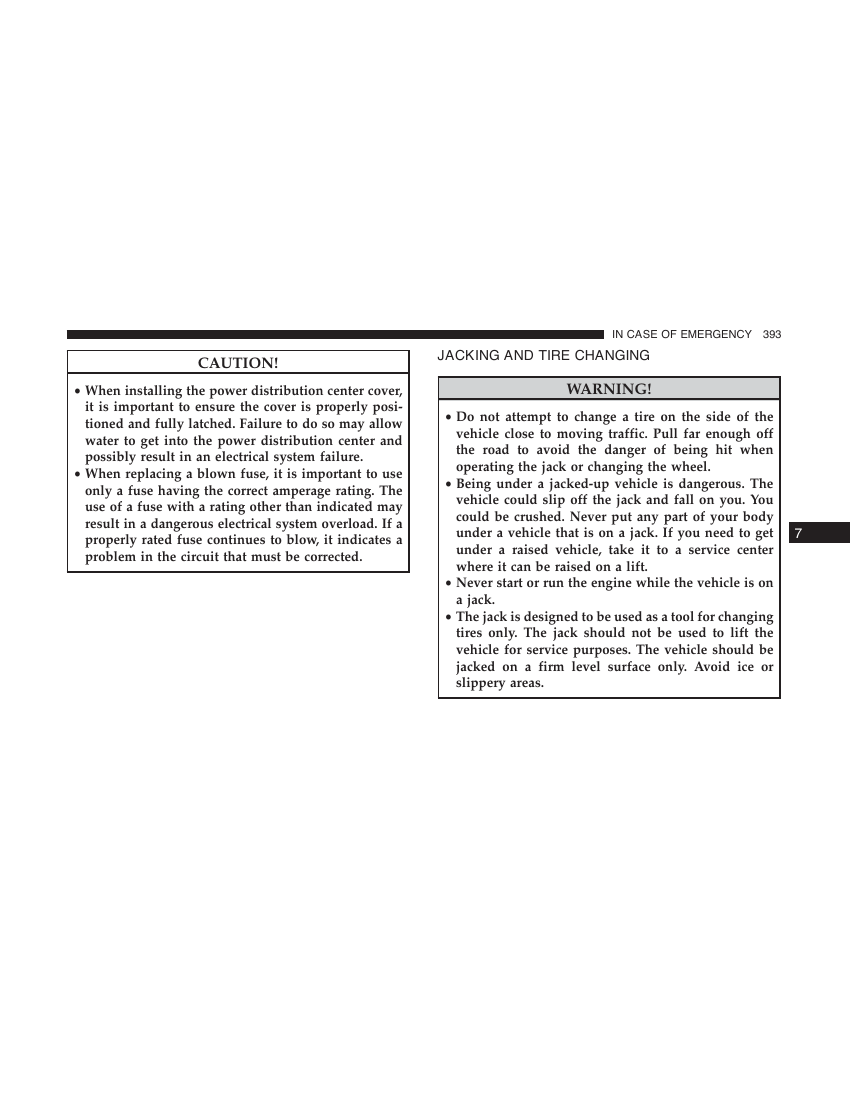 IN CASE OF EMERGENCY 393
CAUTION!
• When installing the power distribution center cover,
it is important to ensure the cover is properly posi-
tioned and fully latched. Failure to do so may allow
water to get into the power distribution center and
possibly result in an electrical system failure.
• When replacing a blown fuse, it is important to use
only a fuse having the correct amperage rating. The
use of a fuse with a rating other than indicated may
result in a dangerous electrical system overload. If a
properly rated fuse continues to blow, it indicates a
problem in the circuit that must be corrected.
JACKING AND TIRE CHANGING
WARNING!
• Do not attempt to change a tire on the side of the
vehicle close to moving traffic. Pull far enough off
the road to avoid the danger of being hit when
operating the jack or changing the wheel.
• Being under a jacked-up vehicle is dangerous. The
vehicle could slip off the jack and fall on you. You
could be crushed. Never put any part of your body
under a vehicle that is on a jack. If you need to get
under a raised vehicle, take it to a service center
where it can be raised on a lift.
• Never start or run the engine while the vehicle is on
a jack.
• The jack is designed to be used as a tool for changing
tires only. The jack should not be used to lift the
vehicle for service purposes. The vehicle should be
jacked on a firm level surface only. Avoid ice or
slippery areas.
7